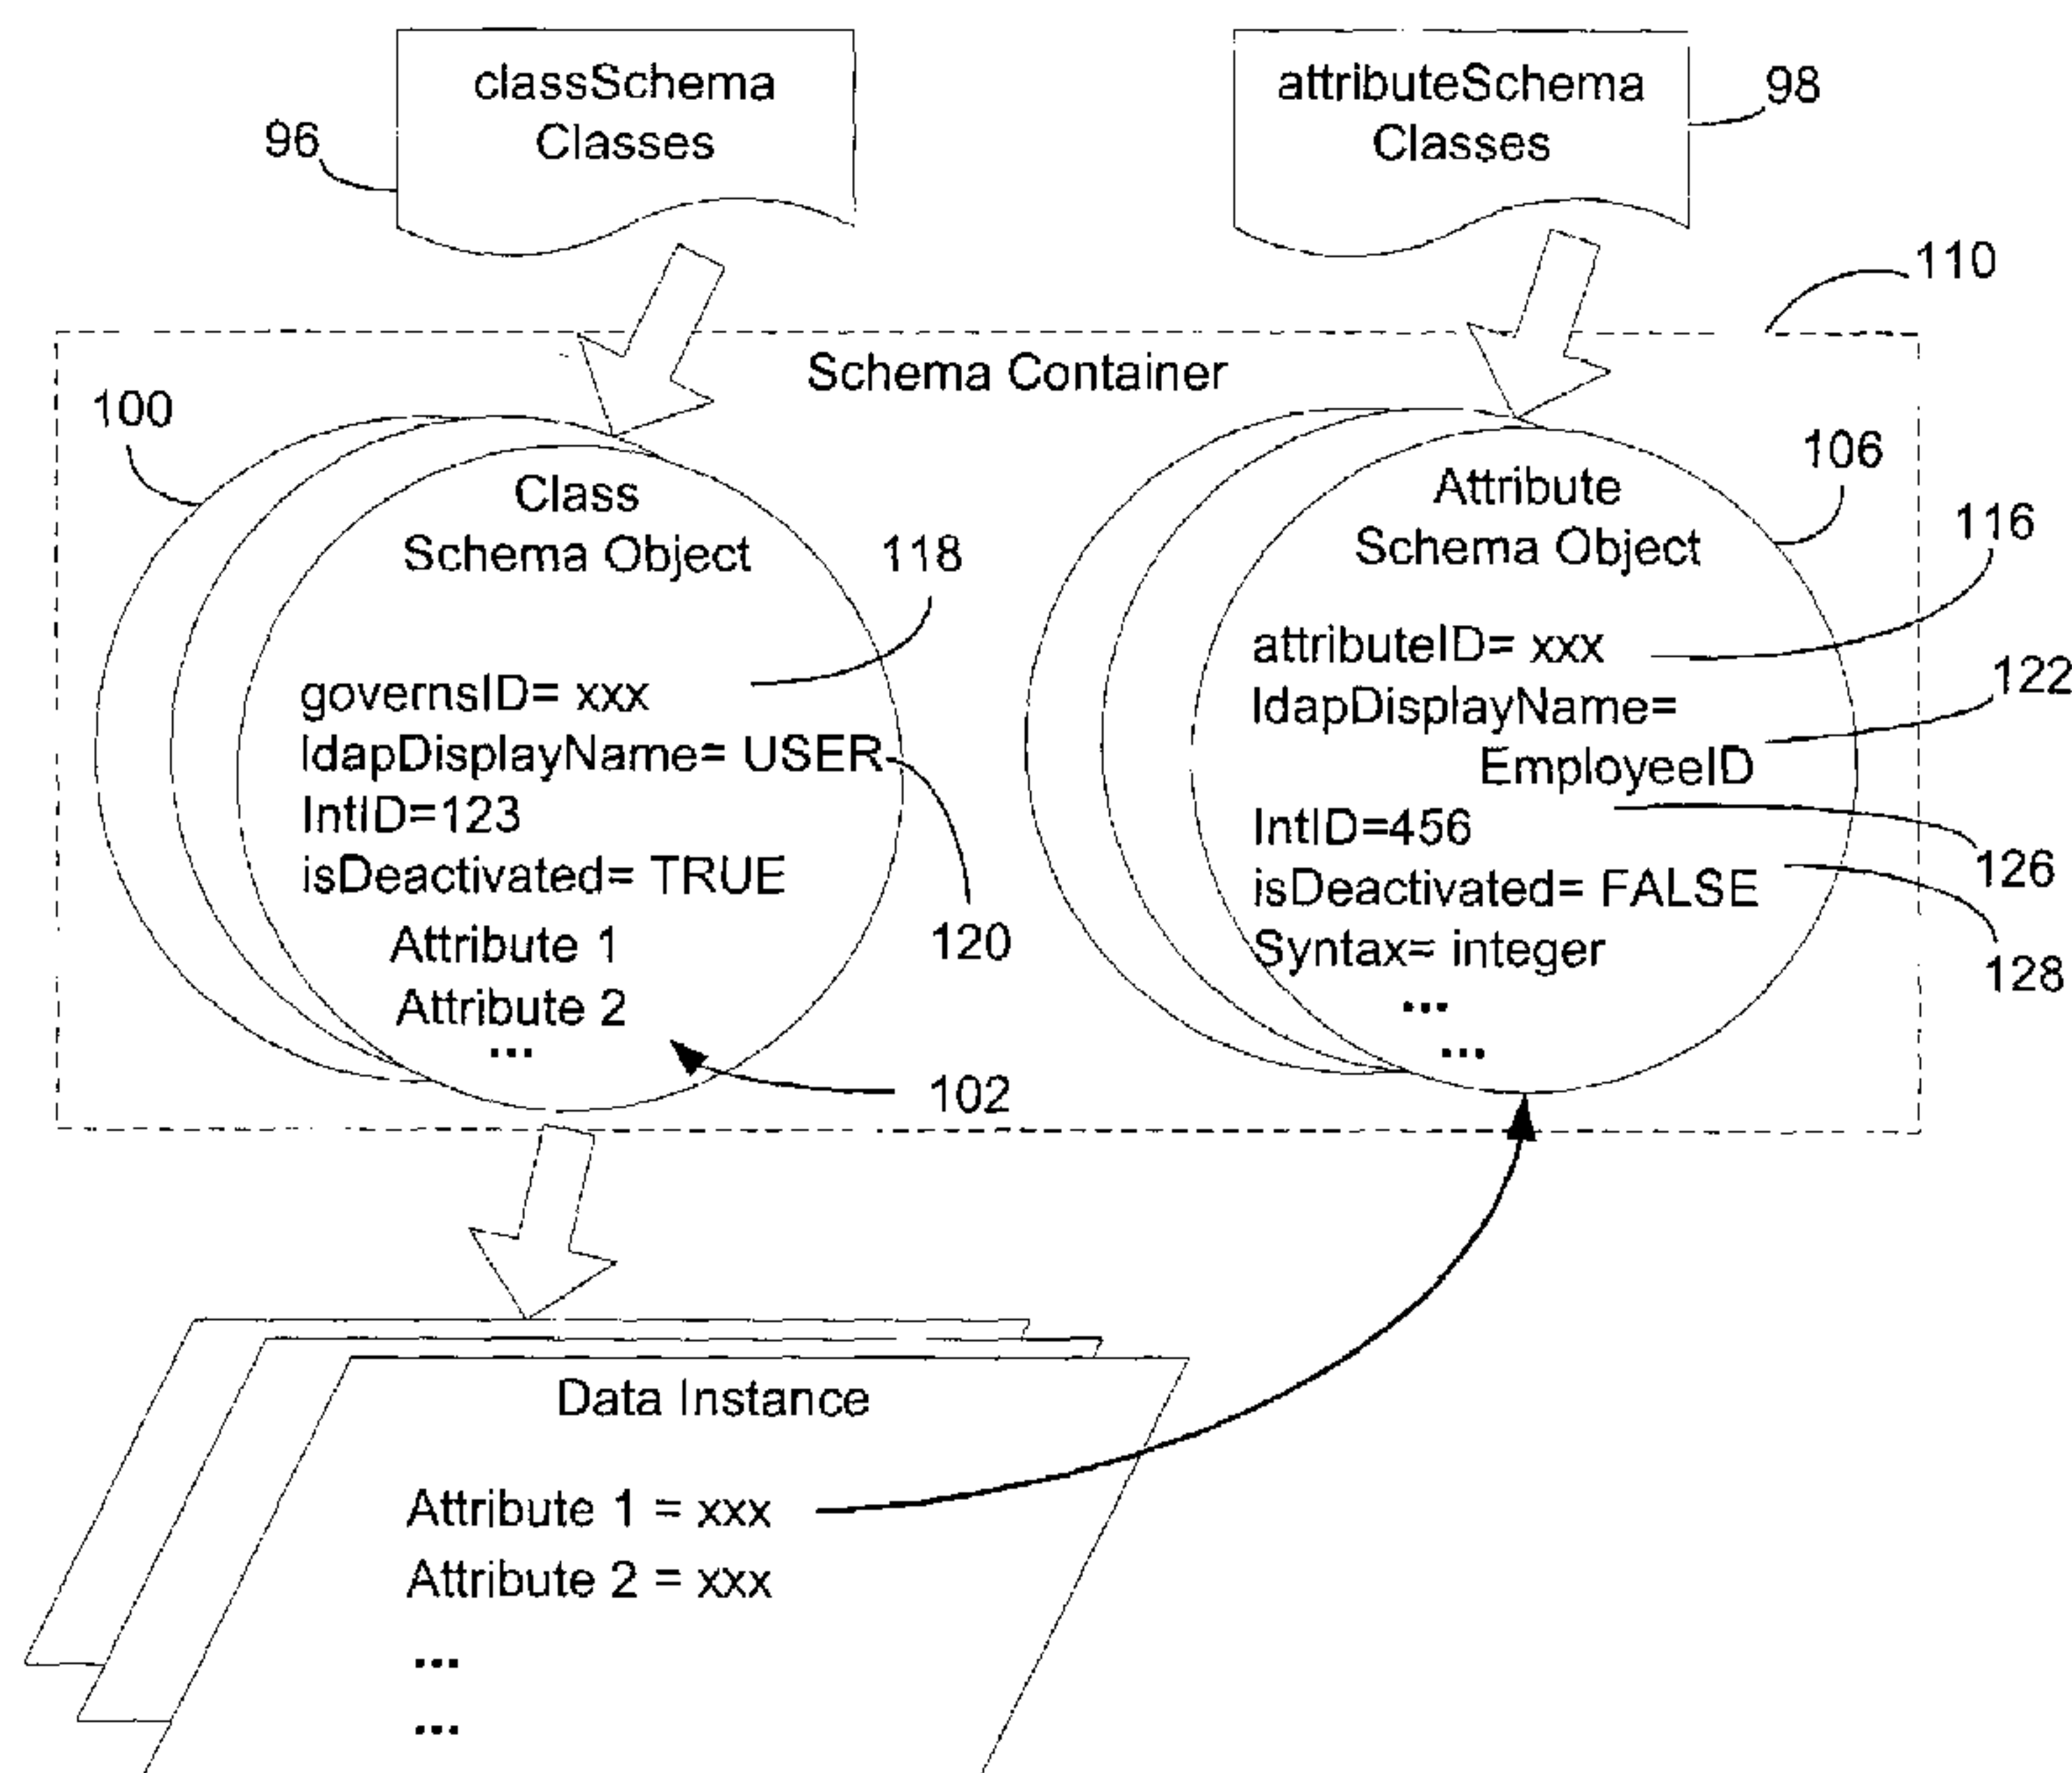 classSchema
Classes
96
attributeSchema
Classes
98
110
Schema Container
100
Class
Schema Object
118
governsID= xxx
ldapDisplayName= USER
IntID=123
isDeactivated= TRUE
Attribute 1
Attribute 2
...
120
102
106
Attribute
Schema Object
116
attributeID= xxx
122
ldapDisplayName=
EmployeeID
IntID=456
126
isDeactivated= FALSE
128
Syntax= integer
...
...
Data Instance
Attribute 1 = xxx
Attribute 2 = xxx
...
...